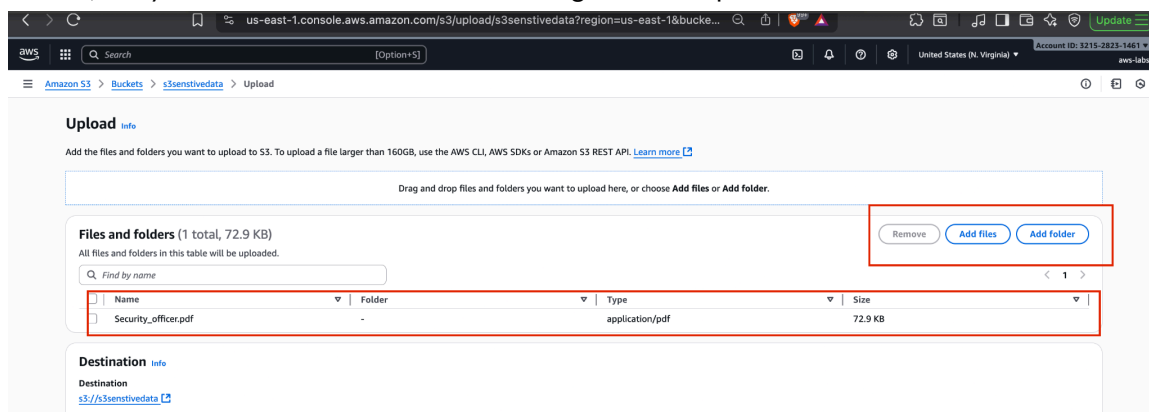 us-east-1.console.aws.amazon.com/s3/upload/s3senstivedata?region=us-east-1&bucke...
99+
Update
aws
Search
[Option+S]
United States (N. Virginia)
Account ID: 3215-2823-1461
aws-labs
Amazon S3 > Buckets > s3senstivedata > Upload
Upload Info
Add the files and folders you want to upload to S3. To upload a file larger than 160GB, use the AWS CLI, AWS SDKs or Amazon S3 REST API. Learn more
Drag and drop files and folders you want to upload here, or choose Add files or Add folder.
Files and folders (1 total, 72.9 KB)
Remove Add files Add folder
All files and folders in this table will be uploaded.
Find by name
< 1 >
Name Folder Type Size
Security_officer.pdf - application/pdf 72.9 KB
Destination Info
Destination
s3://s3senstivedata